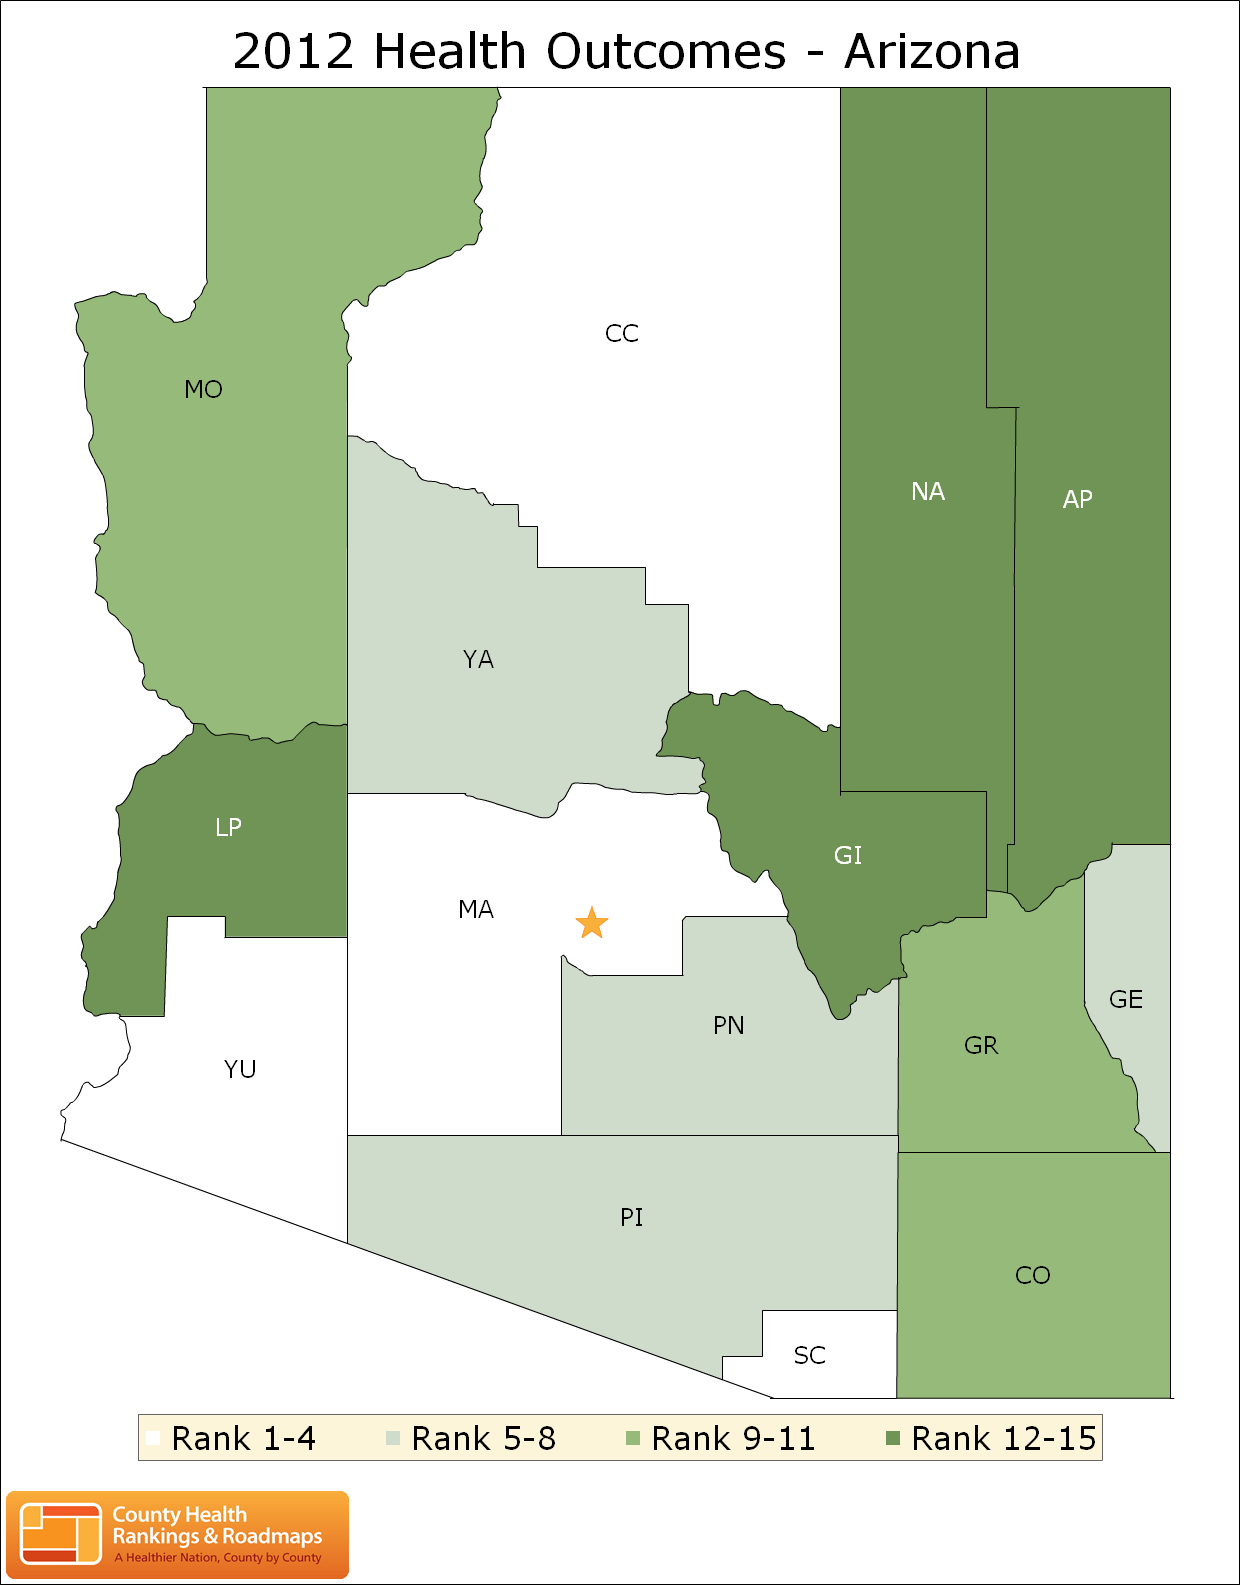 2012 Health Outcomes - Arizona
CC
MO
NA
AP
YA
LP
GI
MA
GE
PN
GR
YU
PI
CO
SC
Rank 1-4 Rank 5-8 Rank 9-11 Rank 12-15
County Health
Rankings & Roadmaps
A Healthier Nation, County by County